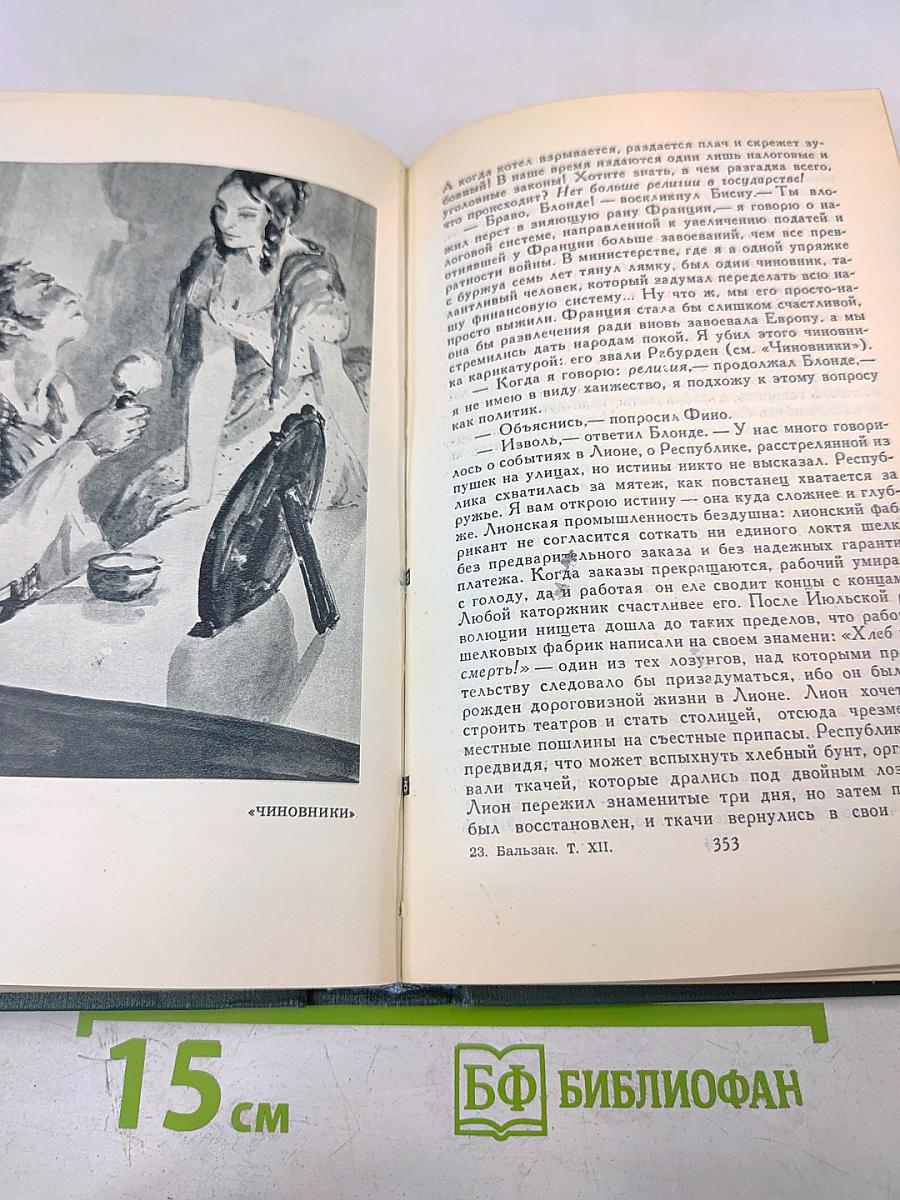 «ЧИНОВНИКИ»
А когда котел взрывается, раздается плач и скрежет зу-
бовный! В наше время издаются одни лишь налоговые и
уголовные законы! Хотите знать, в чем разгадка всего,
что происходит? Нет больше религии в государстве!
— Браво, Блонде! — воскликнул Бисиу.— Ты вло-
жил перст в зияющую рану Франции,— я говорю о на-
логовой системе, направленной к увеличению податей и
отнявшей у Франции больше завоеваний, чем все прев-
ратности войны. В министерстве, где я в одной упряжке
с буржуа семь лет тянул лямку, был один чиновник, та-
лантливый человек, который задумал переделать всю на-
шу финансовую систему... Ну что ж, мы его просто-на-
просто выжили. Франция стала бы слишком счастливой,
она бы развлечения ради вновь завоевала Европу, а мы
стремились дать народам покой. Я убил этого чиновни-
ка карикатурой: его звали Рабурден (см. «Чиновники»).
— Когда я говорю: религия,— продолжал Блонде,—
я не имею в виду ханжество, я подхожу к этому вопросу
как политик.
— Объяснись,— попросил Фино.
— Изволь,— ответил Блонде. — У нас много говори-
лось о событиях в Лионе, о Республике, расстрелянной из
пушек на улицах, но истины никто не высказал. Респуб-
лика схватилась за мятеж, как повстанец хватается за
ружье. Я вам открою истину — она куда сложнее и глуб-
же. Лионская промышленность бездушна: лионский фаб-
рикант не согласится соткать ни единого локтя шелк
без предварительного заказа и без надежных гаранти
платежа. Когда заказы прекращаются, рабочий умира
с голоду, да и работая он еле сводит концы с концам
Любой каторжник счастливее его. После Июльской р
волюции нищета дошла до таких пределов, что рабо
шелковых фабрик написали на своем знамени: «Хлеб
смерть!» — один из тех лозунгов, над которыми пра
тельству следовало бы призадуматься, ибо он был
рожден дороговизной жизни в Лионе. Лион хочет
строить театров и стать столицей, отсюда чрезме
местные пошлины на съестные припасы. Республик
предвидя, что может вспыхнуть хлебный бунт, орг
вали ткачей, которые дрались под двойным лоз
Лион пережил знаменитые три дня, но затем п
был восстановлен, и ткачи вернулись в свои
23. Бальзак. Т. XII.
353
15 см
БФ БИБЛИОФАН